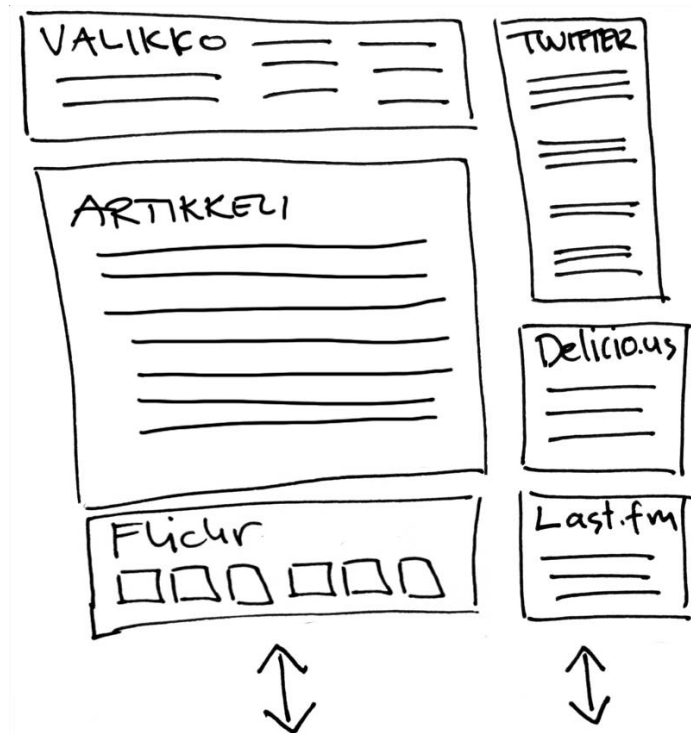 VALIKKO
ARTIKKELI
Flickr
TWITTER
Delicio.us
Last.fm